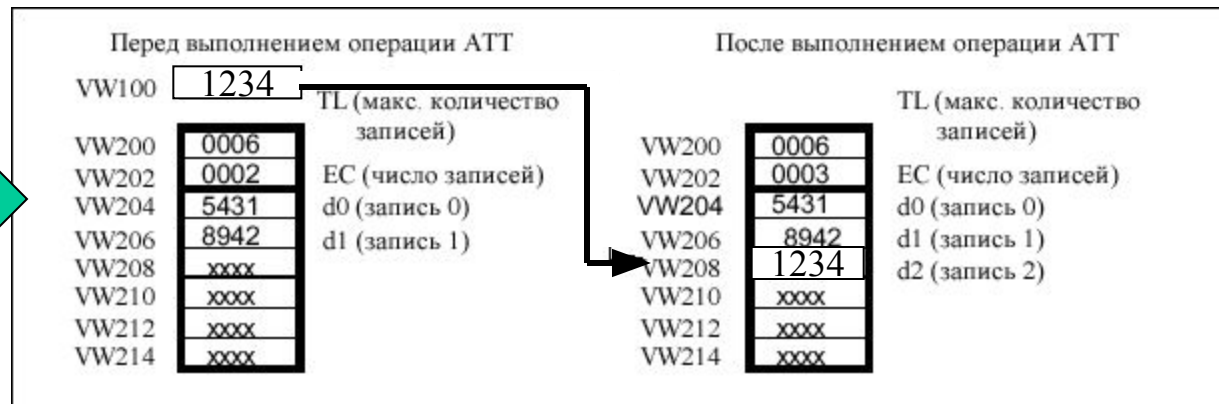 Перед выполнением операции АТТ
VW100 1234
TL (макс. количество
записей)
VW200 0006
VW202 0002 EC (число записей)
VW204 5431 d0 (запись 0)
VW206 8942 d1 (запись 1)
VW208 xxxx
VW210 xxxx
VW212 xxxx
VW214 xxxx
После выполнением операции АТТ
TL (макс. количество
записей)
VW200 0006
VW202 0003 EC (число записей)
VW204 5431 d0 (запись 0)
VW206 8942 d1 (запись 1)
VW208 1234 d2 (запись 2)
VW210 xxxx
VW212 xxxx
VW214 xxxx